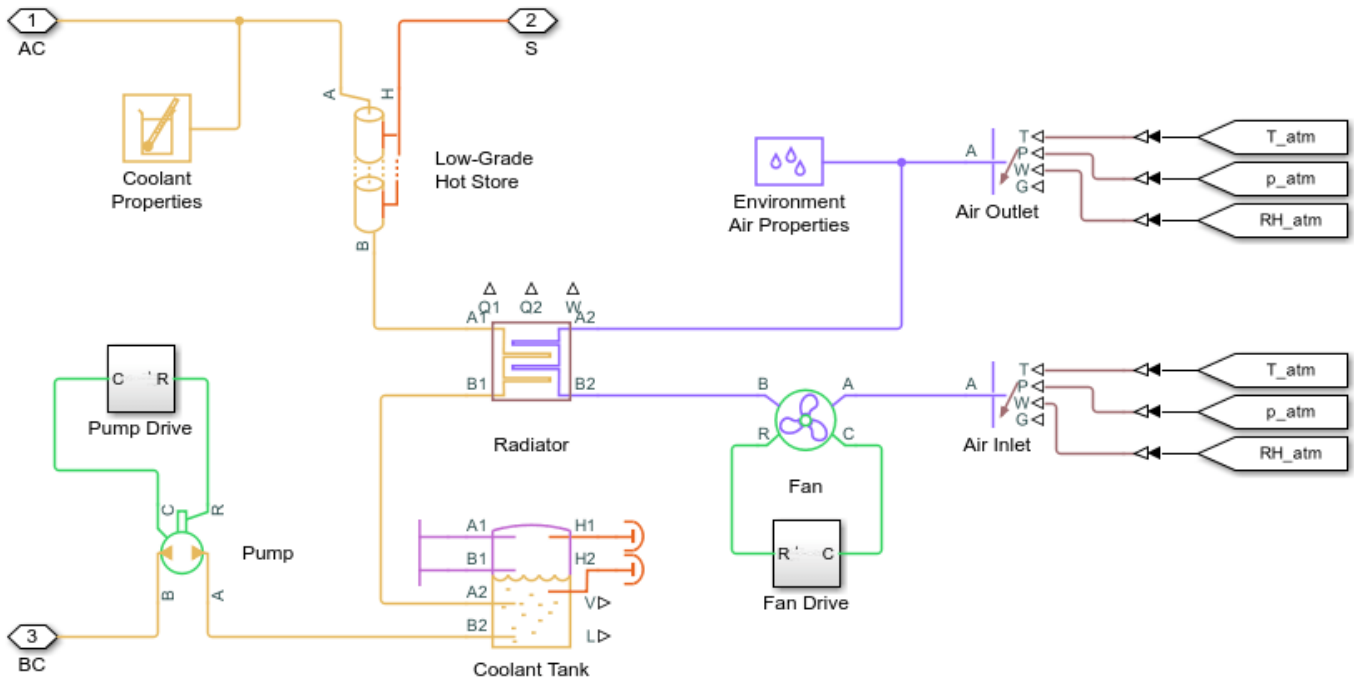 1
AC
2
S
A
H
Coolant
Properties
Low-Grade
Hot Store
B
Environment
Air Properties
A
T
P
W
G
Air Outlet
T_atm
p_atm
RH_atm
Q1
Q2
W
A1
A2
B1
B2
Radiator
C
R
Pump Drive
C
R
Pump
B
A
3
BC
B
A
R
C
Fan
R
C
Fan Drive
A
T
P
W
G
Air Inlet
T_atm
p_atm
RH_atm
A1
H1
B1
H2
A2
V
B2
L
Coolant Tank